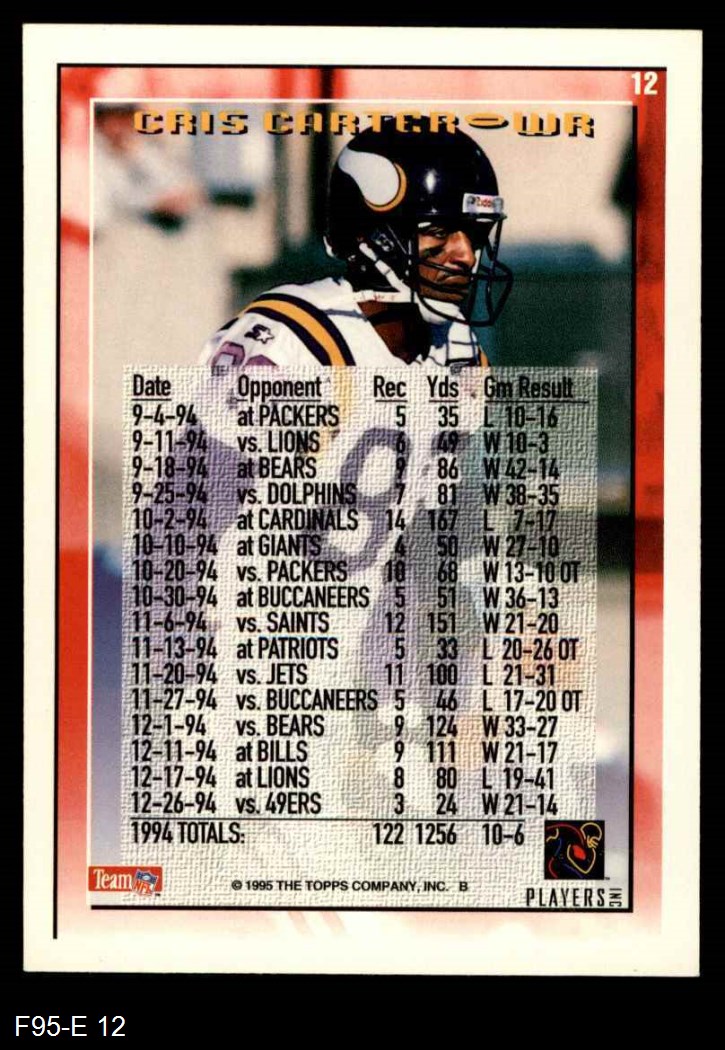 12
CRIS CARTER WR
Riddell
Date Opponent Rec Yds Gm Result
9-4-94 at PACKERS 5 35 L 10-16
9-11-94 vs. LIONS 6 49 W 10-3
9-18-94 at BEARS 9 86 W 42-14
9-25-94 vs. DOLPHINS 7 81 W 38-35
10-2-94 at CARDINALS 14 167 L 7-17
10-10-94 at GIANTS 4 50 W 27-10
10-20-94 vs. PACKERS 10 68 W 13-10 OT
10-30-94 at BUCCANEERS 5 51 W 36-13
11-6-94 vs. SAINTS 12 151 W 21-20
11-13-94 at PATRIOTS 5 33 L 20-26 OT
11-20-94 vs. JETS 11 100 L 21-31
11-27-94 vs. BUCCANEERS 5 46 L 17-20 OT
12-1-94 vs. BEARS 9 124 W 33-27
12-11-94 at BILLS 9 111 W 21-17
12-17-94 at LIONS 8 80 L 19-41
12-26-94 vs. 49ERS 3 24 W 21-14
1994 TOTALS: 122 1256 10-6
Team NFL
© 1995 THE TOPPS COMPANY, INC. B
PLAYERS INC
F95-E 12